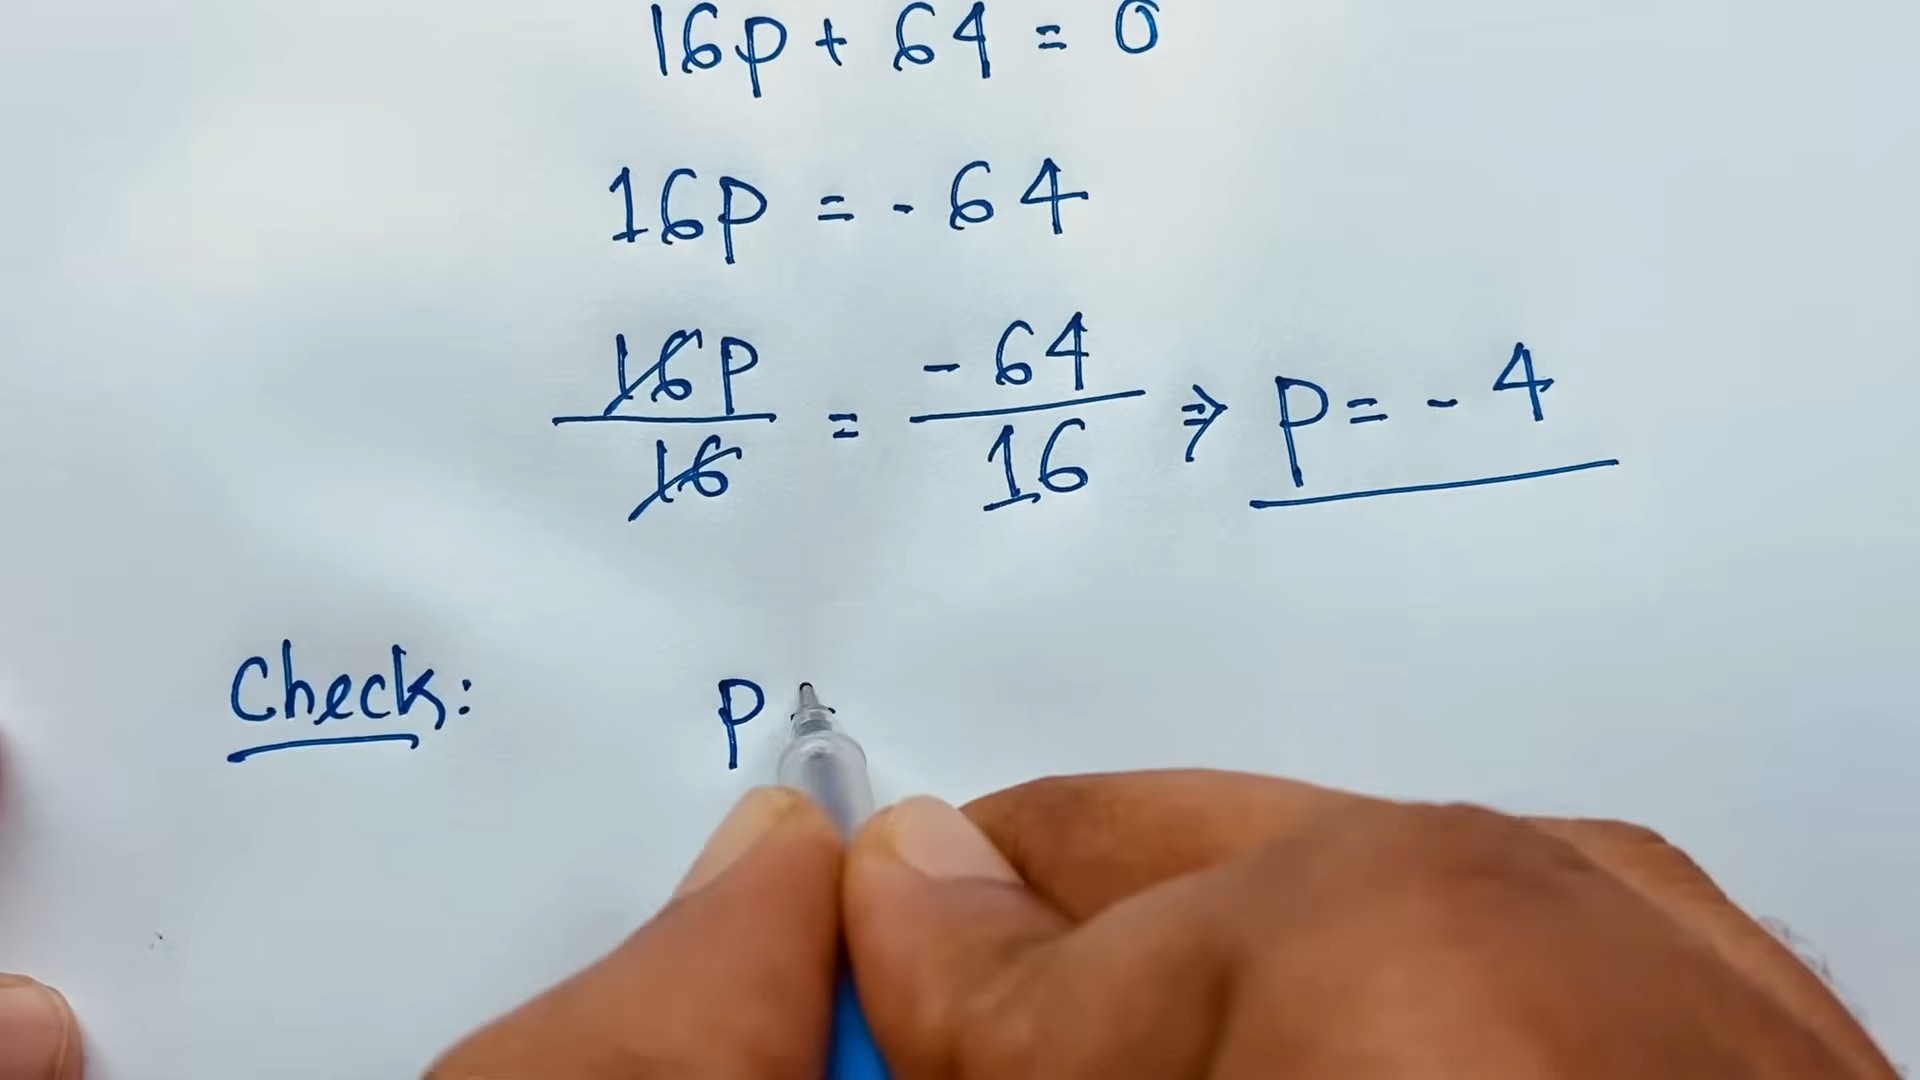 16p + 64 = 0
16p = - 64
16p/16 = - 64/16 ⇒ p = - 4
Check: p